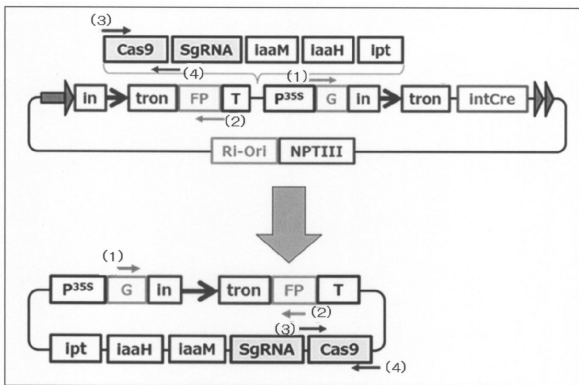 (3)
Cas9 SgRNA iaaM iaaH ipt
(4) (1)
in tron FP T P35S G in tron intCre
(2)
Ri-Ori NPTIII
(1)
P35S G in tron FP T
(2)
(3)
ipt iaaH iaaM SgRNA Cas9
(4)